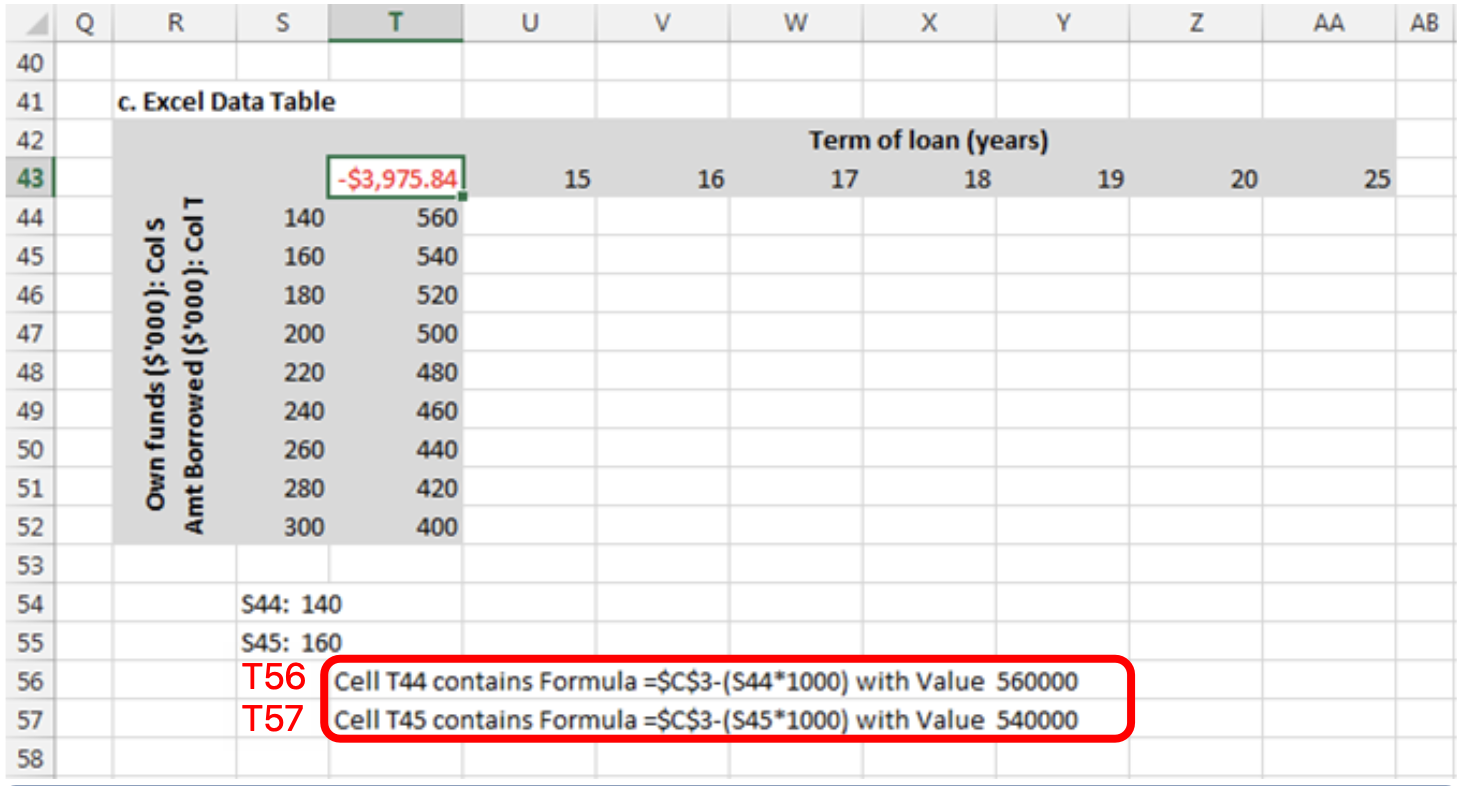 Q R S T U V W X Y Z AA AB
40
41 c. Excel Data Table
42 Term of loan (years)
43 -$3,975.84 15 16 17 18 19 20 25
Own funds ($'000): Col S
Amt Borrowed ($'000): Col T
44 140 560
45 160 540
46 180 520
47 200 500
48 220 480
49 240 460
50 260 440
51 280 420
52 300 400
53
54 S44: 140
55 S45: 160
56 T56 Cell T44 contains Formula =$C$3-(S44*1000) with Value 560000
57 T57 Cell T45 contains Formula =$C$3-(S45*1000) with Value 540000
58